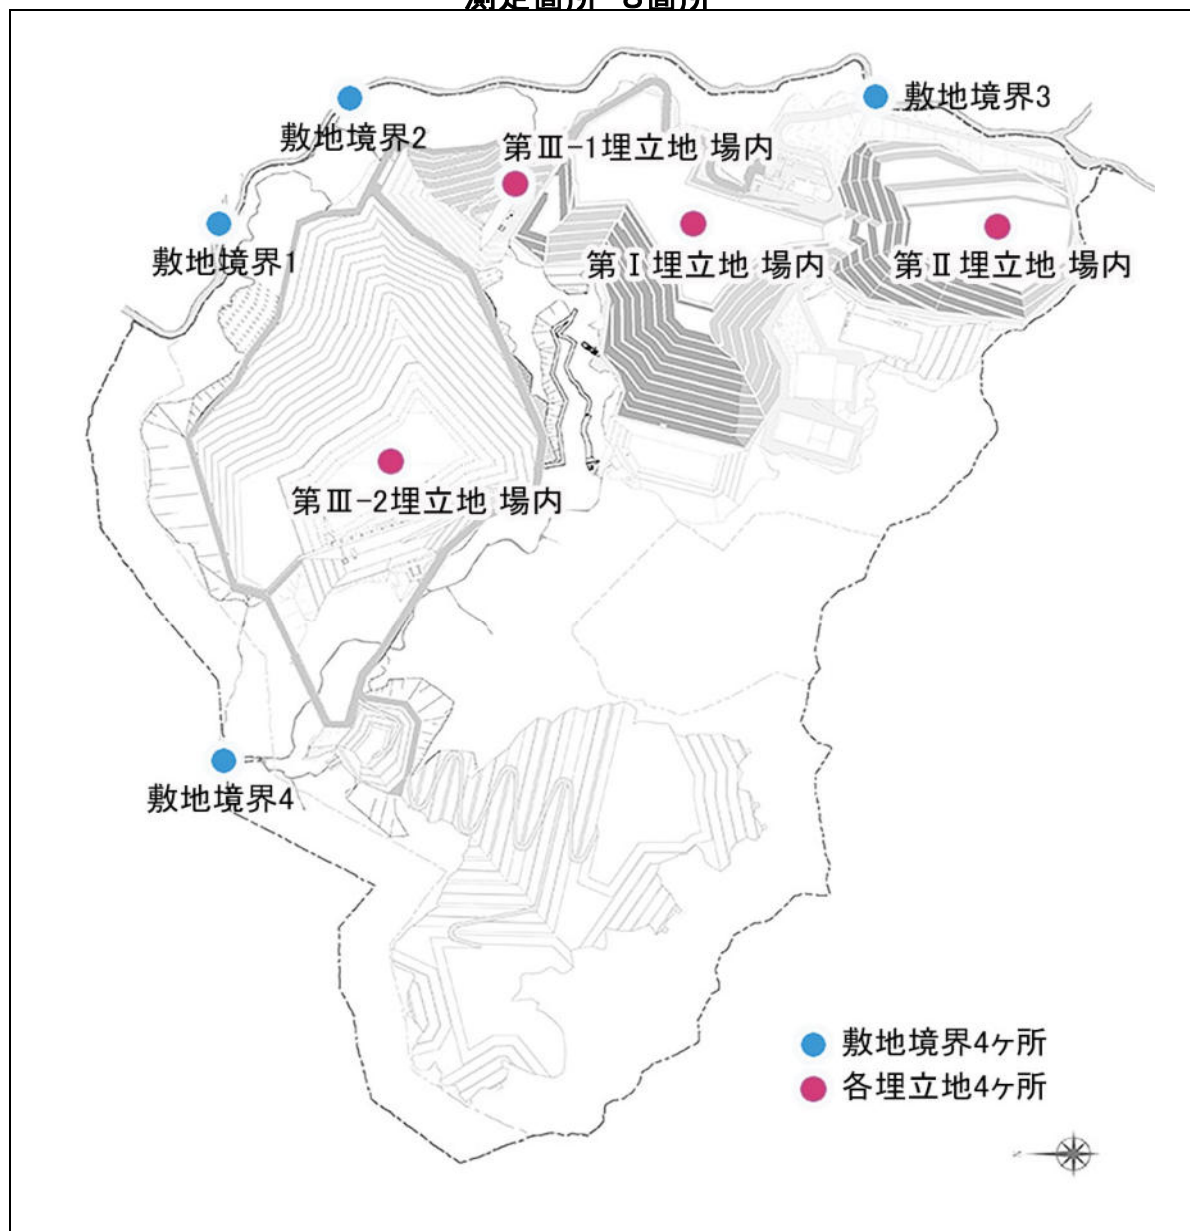 測定箇所 8箇所
敷地境界3
敷地境界2
第Ⅲ-1埋立地 場内
敷地境界1
第Ⅰ埋立地 場内
第Ⅱ埋立地 場内
第Ⅲ-2埋立地 場内
敷地境界4
敷地境界4ヶ所
各埋立地4ヶ所